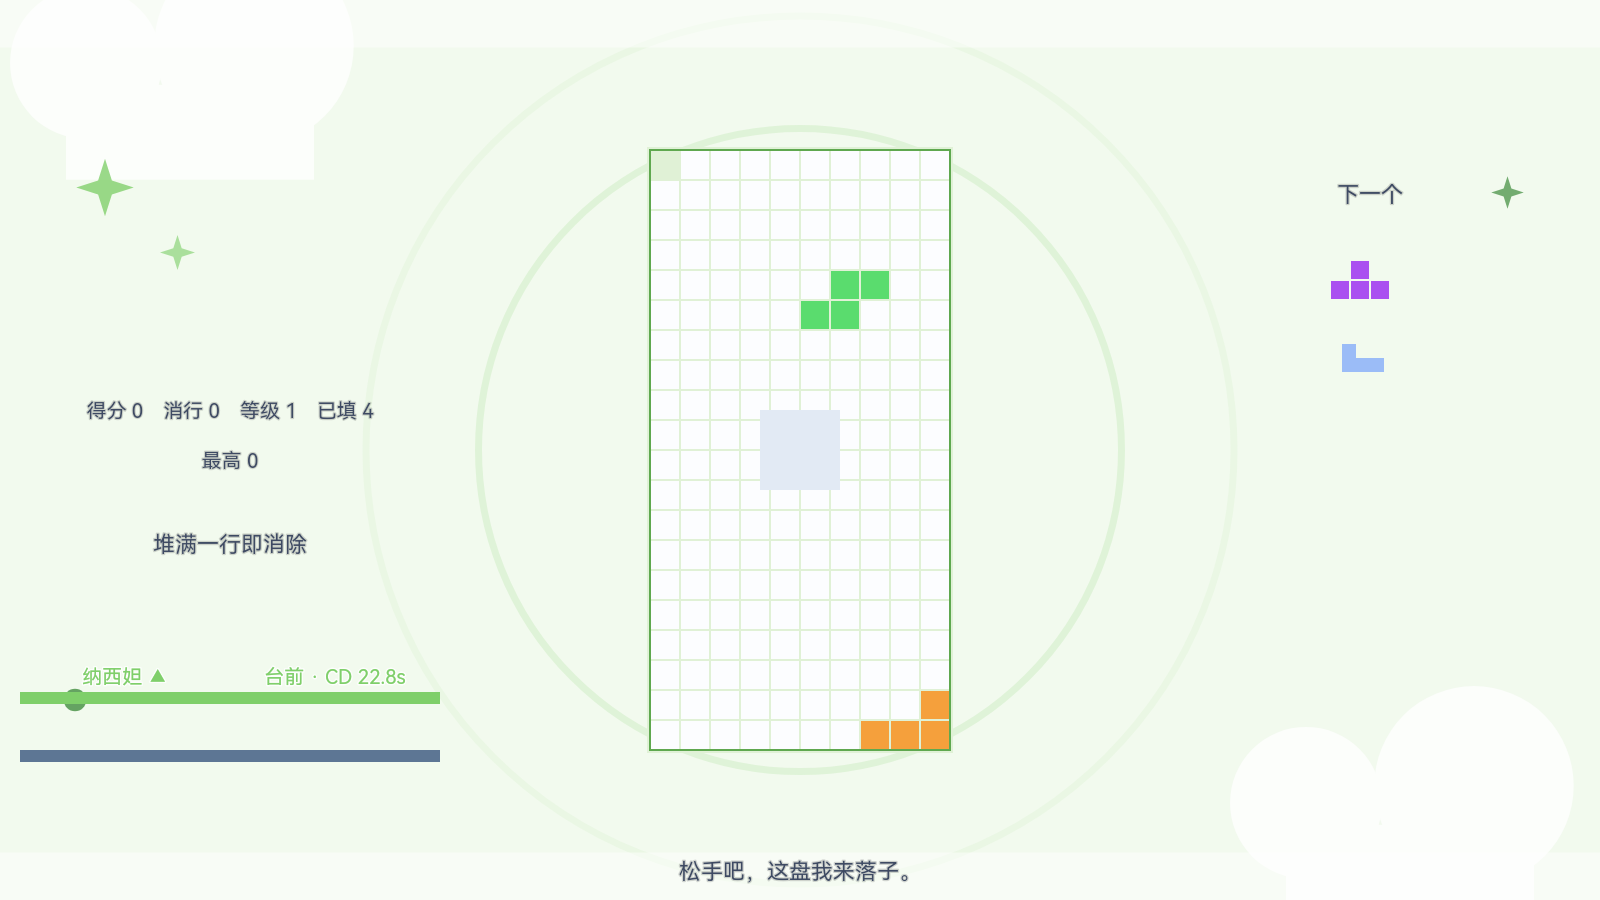 下一个
得分 0 消行 0 等级 1 已填 4
最高 0
堆满一行即消除
纳西妲 ▲ 台前 · CD 22.8s
松手吧，这盘我来落子。